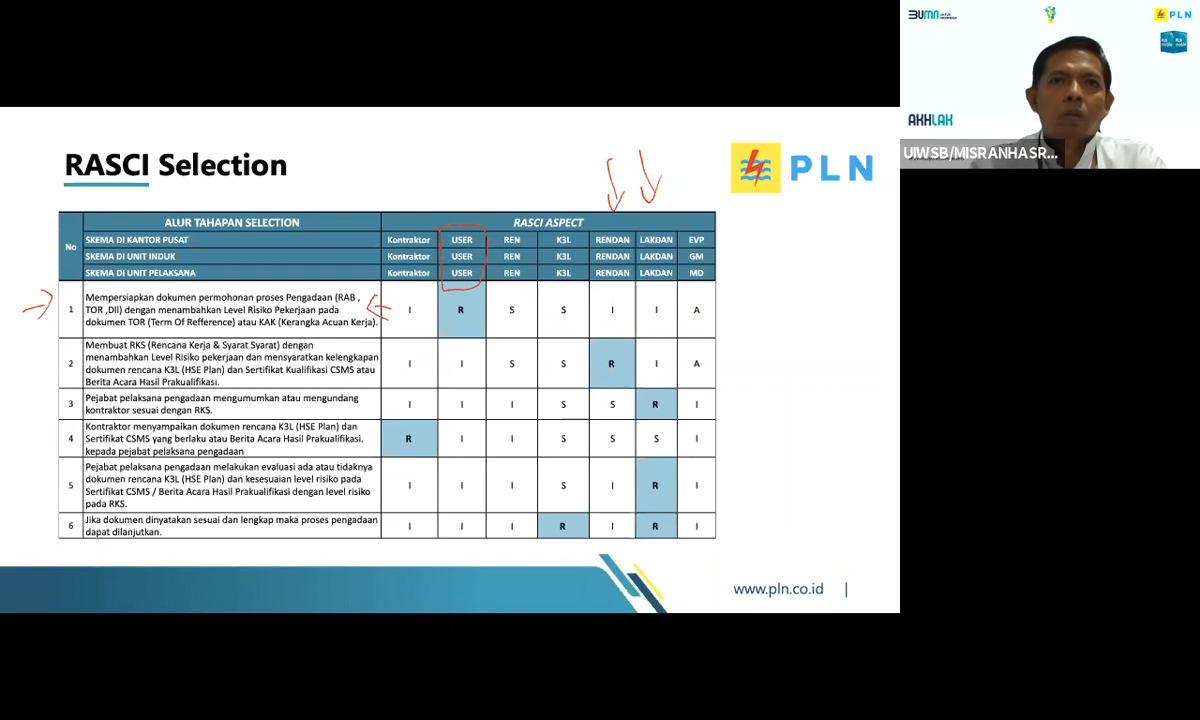 BUMN UNTUK INDONESIA
PLN
AKHLAK
UIWSB/MISRANHASR...
RASCI Selection
PLN
No ALUR TAHAPAN SELECTION RASCI ASPECT
SKEMA DI KANTOR PUSAT Kontraktor USER REN K3L RENDAN LAKDAN EVP
SKEMA DI UNIT INDUK Kontraktor USER REN K3L RENDAN LAKDAN GM
SKEMA DI UNIT PELAKSANA Kontraktor USER REN K3L RENDAN LAKDAN MD
Mempersiapkan dokumen permohonan proses Pengadaan (RAB ,
1 TOR ,Dll) dengan menambahkan Level Risiko Pekerjaan pada I R S S I I A
dokumen TOR (Term Of Refference) atau KAK (Kerangka Acuan Kerja).
Membuat RKS (Rencana Kerja & Syarat Syarat) dengan
menambahkan Level Risiko pekerjaan dan mensyaratkan kelengkapan
2 I I S S R I A
dokumen rencana K3L (HSE Plan) dan Sertifikat Kualifikasi CSMS atau
Berita Acara Hasil Prakualifikasi.
Pejabat pelaksana pengadaan mengumumkan atau mengundang
3 I I I S S R I
kontraktor sesuai dengan RKS.
Kontraktor menyampaikan dokumen rencana K3L (HSE Plan) dan
4 Sertifikat CSMS yang berlaku atau Berita Acara Hasil Prakualifikasi. R I I S S S I
kepada pejabat pelaksana pengadaan
Pejabat pelaksana pengadaan melakukan evaluasi ada atau tidaknya
dokumen rencana K3L (HSE Plan) dan kesesuaian level risiko pada
5 I I I S I R I
Sertifikat CSMS / Berita Acara Hasil Prakualifikasi dengan level risiko
pada RKS.
6 Jika dokumen dinyatakan sesuai dan lengkap maka proses pengadaan I I I R I R I
dapat dilanjutkan.
www.pln.co.id |